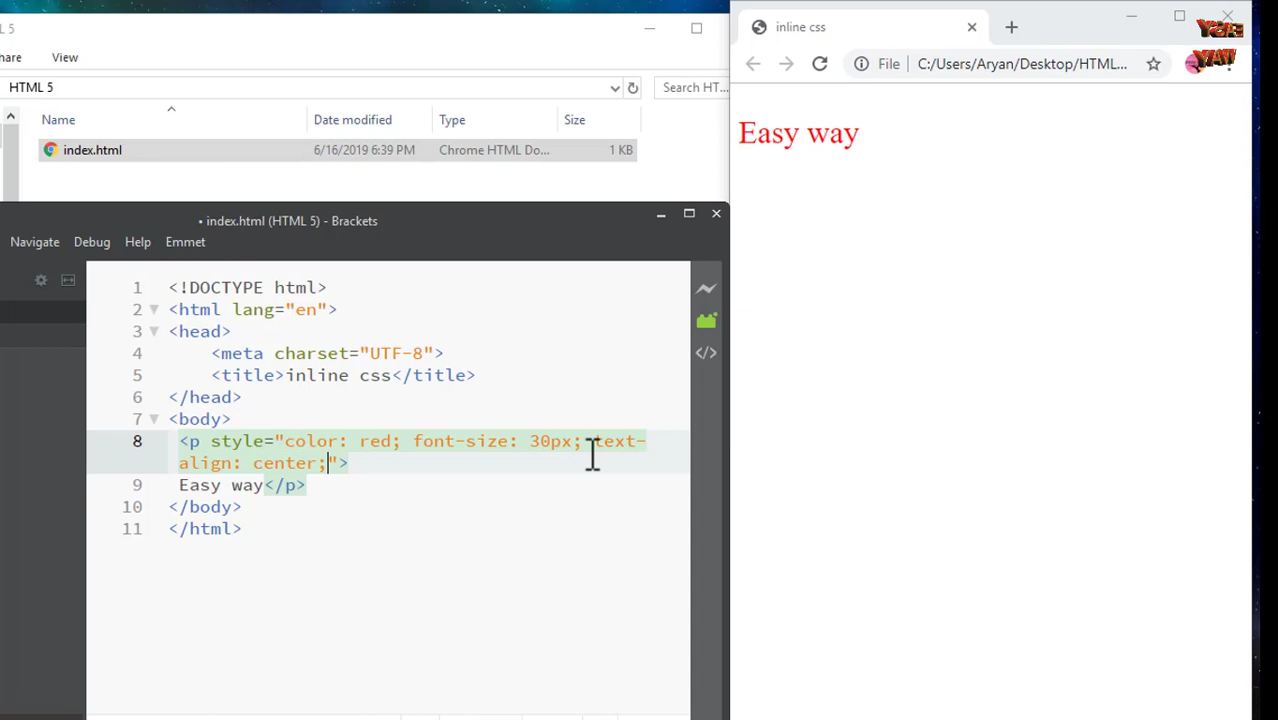 5
inline css
hare
View
File
C:/Users/Aryan/Desktop/HTML...
HTML 5
Search HT...
Name
Date modified
Type
Size
index.html
6/16/2019 6:39 PM
Chrome HTML Do...
1 KB
Easy way
• index.html (HTML 5) - Brackets
Navigate
Debug
Help
Emmet
1 <!DOCTYPE html>
2 <html lang="en">
3 <head>
4 <meta charset="UTF-8">
5 <title>inline css</title>
6 </head>
7 <body>
8 <p style="color: red; font-size: 30px; text-
align: center;">
9 Easy way</p>
10 </body>
11 </html>